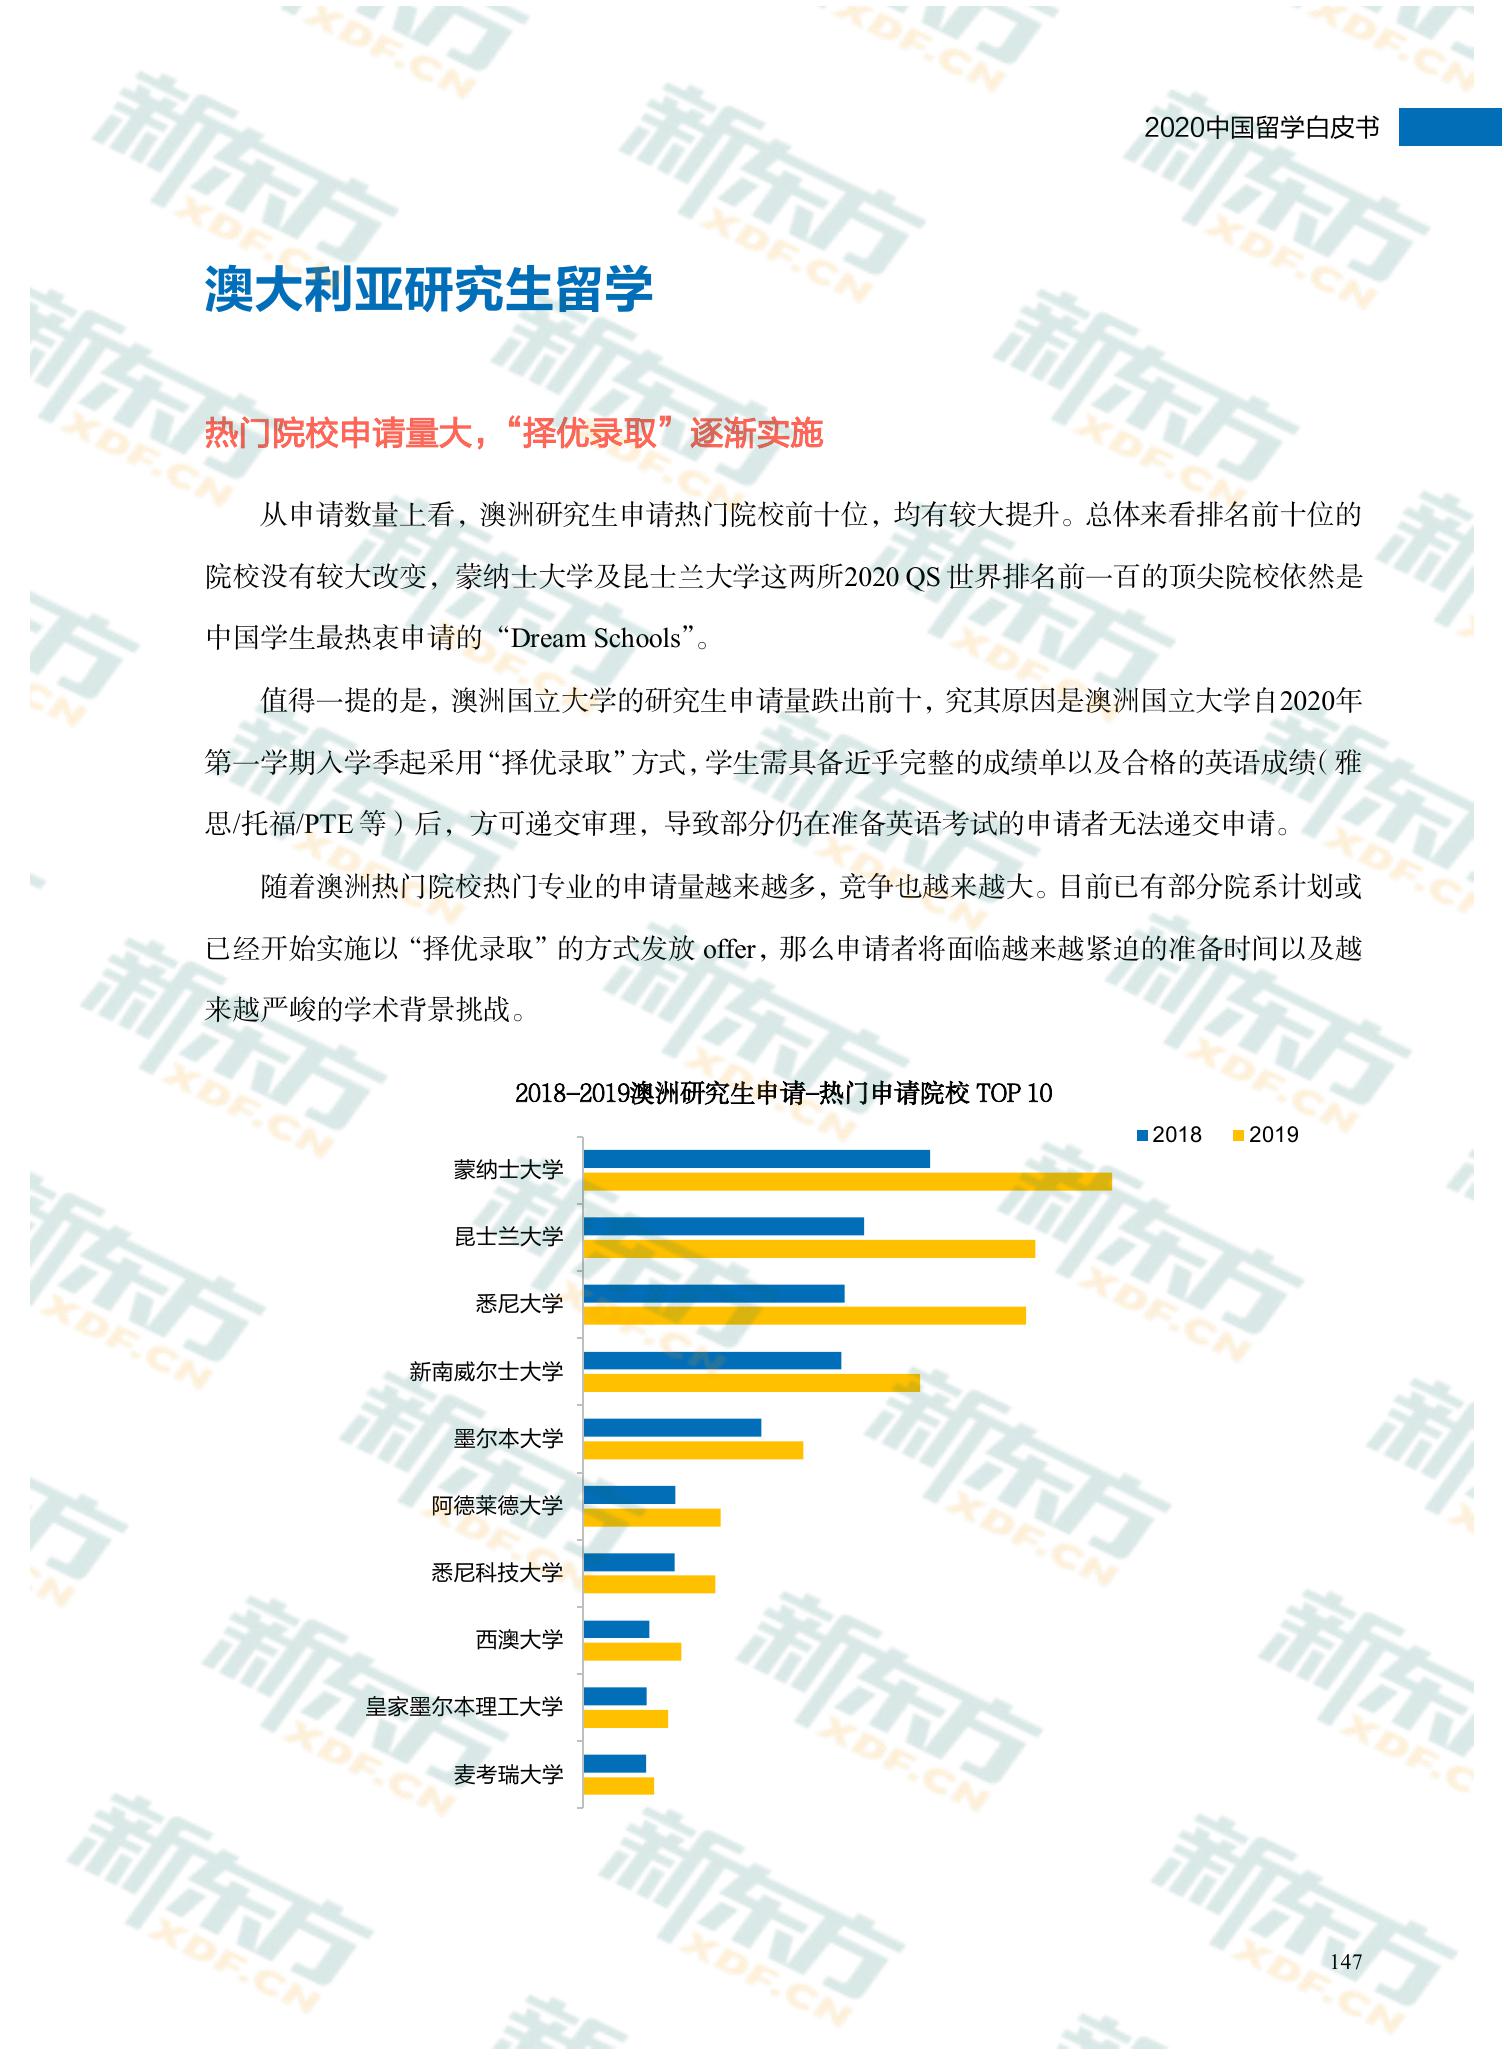 2020中国留学白皮书
澳大利亚研究生留学
热门院校申请量大，“择优录取”逐渐实施
从申请数量上看，澳洲研究生申请热门院校前十位，均有较大提升。总体来看排名前十位的
院校没有较大改变，蒙纳士大学及昆士兰大学这两所2020 QS 世界排名前一百的顶尖院校依然是
中国学生最热衷申请的“Dream Schools”。
值得一提的是，澳洲国立大学的研究生申请量跌出前十，究其原因是澳洲国立大学自2020年
第一学期入学季起采用“择优录取”方式，学生需具备近乎完整的成绩单以及合格的英语成绩（雅
思/托福/PTE 等）后，方可递交审理，导致部分仍在准备英语考试的申请者无法递交申请。
随着澳洲热门院校热门专业的申请量越来越多，竞争也越来越大。目前已有部分院系计划或
已经开始实施以“择优录取”的方式发放 offer，那么申请者将面临越来越紧迫的准备时间以及越
来越严峻的学术背景挑战。
2018–2019澳洲研究生申请–热门申请院校 TOP 10
2018 2019
蒙纳士大学
昆士兰大学
悉尼大学
新南威尔士大学
墨尔本大学
阿德莱德大学
悉尼科技大学
西澳大学
皇家墨尔本理工大学
麦考瑞大学
147
新东方
XDF.CN